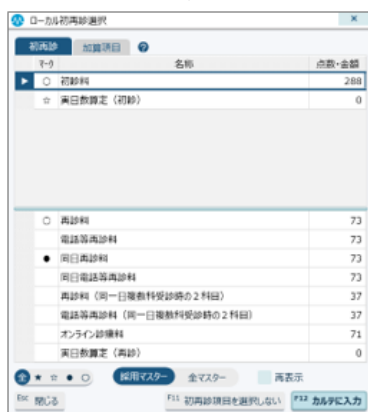 ローカル初再診選択
初再診 加算項目
マーク 名称 点数・金額
○ 初診料 288
☆ 実日数算定（初診） 0
○ 再診料 73
電話等再診料 73
● 同日再診料 73
同日電話等再診料 73
再診料（同一日複数科受診時の２科目） 37
電話等再診料（同一日複数科受診時の２科目） 37
オンライン診療料 71
実日数算定（再診） 0
全 ★ ☆ ● ○ 採用マスター 全マスター 再表示
Esc 閉じる F11 初再診項目を選択しない F12 カルテに入力